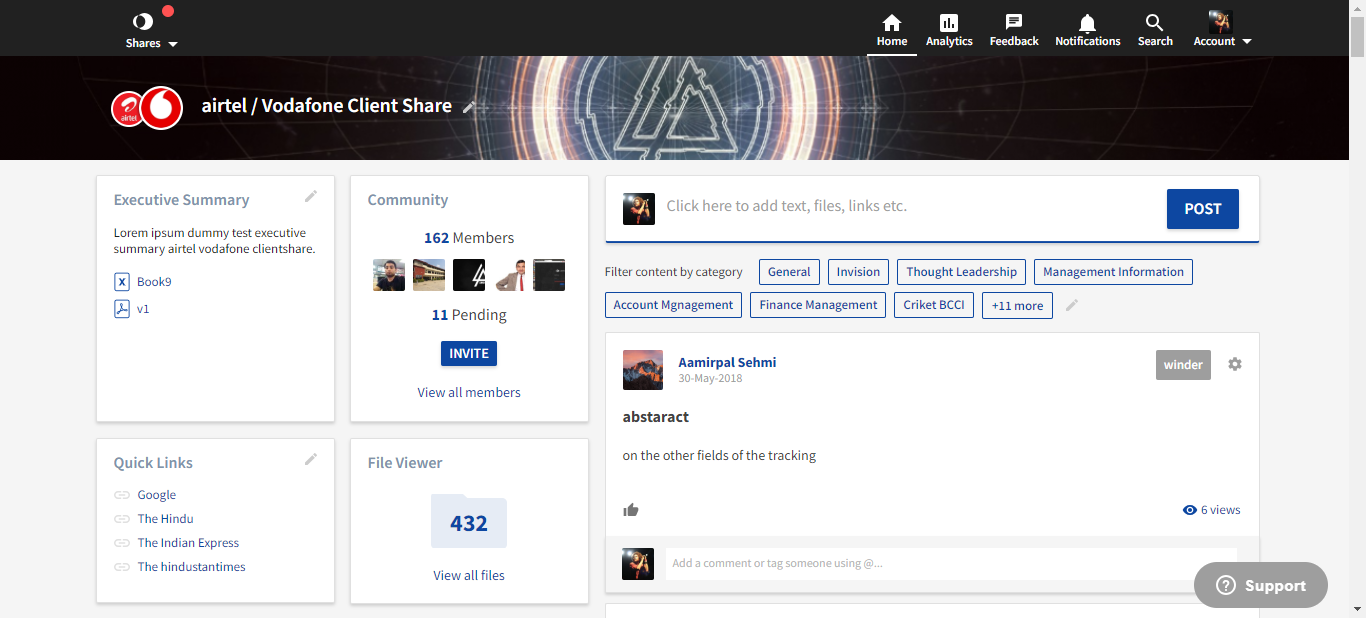 Shares
Home
Analytics
Feedback
Notifications
Search
Account
airtel
airtel / Vodafone Client Share
Executive Summary
Lorem ipsum dummy test executive
summary airtel vodafone clientshare.
X Book9
v1
Community
162 Members
11 Pending
INVITE
View all members
Quick Links
Google
The Hindu
The Indian Express
The hindustantimes
File Viewer
432
View all files
Click here to add text, files, links etc.
POST
Filter content by category
General
Invision
Thought Leadership
Management Information
Account Mgnagement
Finance Management
Criket BCCI
+11 more
Aamirpal Sehmi
30-May-2018
winder
abstaract
on the other fields of the tracking
6 views
Add a comment or tag someone using @...
? Support